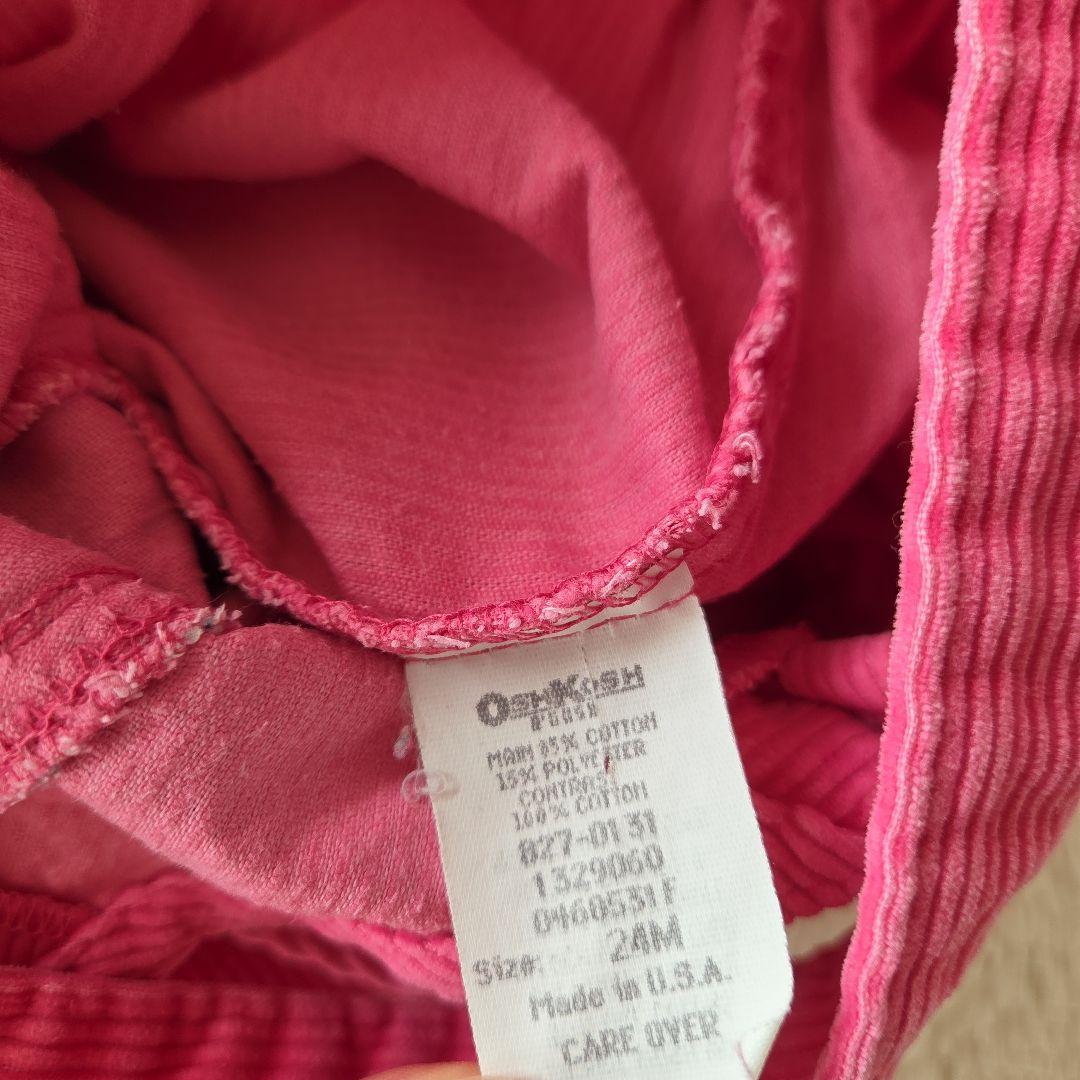 OSHKOSH
B'GOSH
MAIN 85% COTTON
15% POLYESTER
CONTRAST
100% COTTON
827-0131
1329060
0460531F
Size: 24M
Made in U.S.A.
CARE OVER